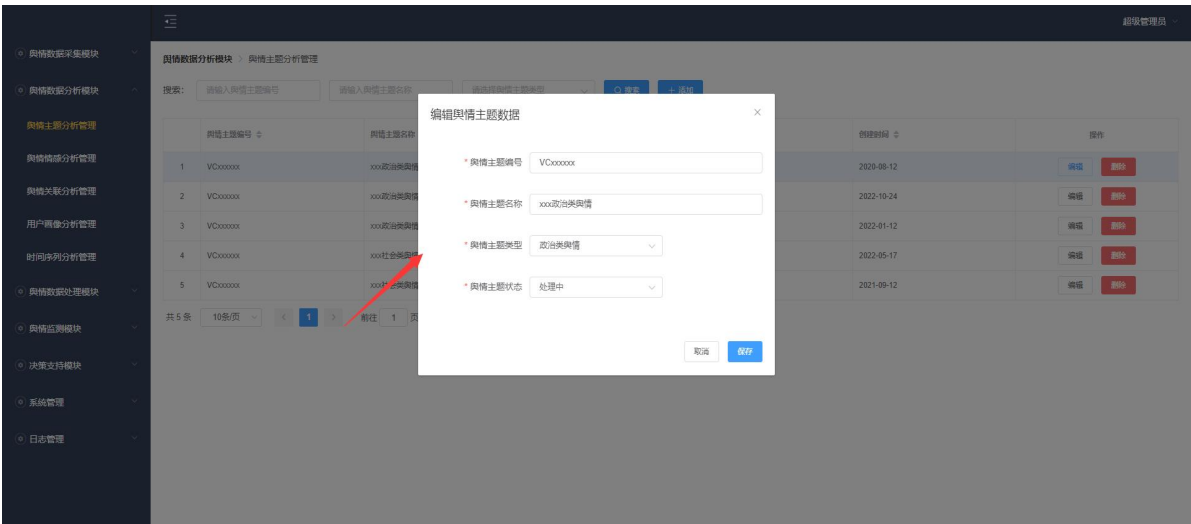 超级管理员
舆情数据采集模块
舆情数据分析模块
舆情主题分析管理
舆情情感分析管理
舆情关联分析管理
用户画像分析管理
时间序列分析管理
舆情数据处理模块
舆情监测模块
决策支持模块
系统管理
日志管理
舆情数据分析模块 > 舆情主题分析管理
搜索: 请输入舆情主题编号 请输入舆情主题名称 请选择舆情主题类型 搜索 + 添加
舆情主题编号 舆情主题名称 创建时间 操作
1 VCxxxxxx xxx政治类舆情 2020-08-12 编辑 删除
2 VCxxxxxx xxx政治类舆情 2022-10-24 编辑 删除
3 VCxxxxxx xxx政治类舆情 2022-01-12 编辑 删除
4 VCxxxxxx xxx社会类舆情 2022-05-17 编辑 删除
5 VCxxxxxx xxx社会类舆情 2021-09-12 编辑 删除
共 5 条 10条/页 < 1 > 前往 1 页
编辑舆情主题数据 ×
* 舆情主题编号 VCxxxxxx
* 舆情主题名称 xxx政治类舆情
* 舆情主题类型 政治类舆情
* 舆情主题状态 处理中
取消 保存